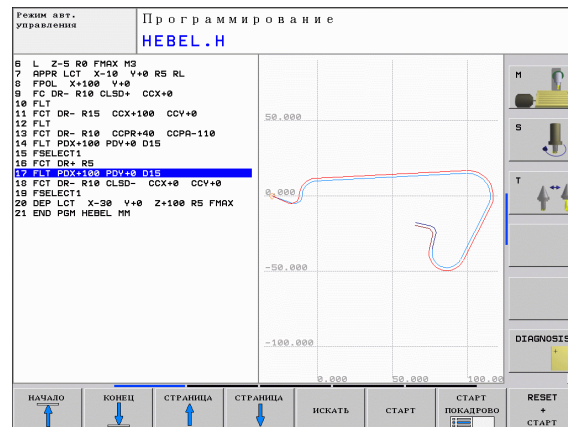 Режим авт.
управления
Программирование
HEBEL.H
6 L Z-5 R0 FMAX M3
7 APPR LCT X-10 Y+0 R5 RL
8 FPOL X+100 Y+0
9 FC DR- R10 CLSD+ CCX+0
10 FLT
11 FCT DR- R15 CCX+100 CCY+0
12 FLT
13 FCT DR- R10 CCPR+40 CCPA-110
14 FLT PDX+100 PDY+0 D15
15 FSELECT1
16 FCT DR+ R5
17 FLT PDX+100 PDY+0 D15
18 FCT DR- R10 CLSD- CCX+0 CCY+0
19 FSELECT1
20 DEP LCT X-30 Y+0 Z+100 R5 FMAX
21 END PGM HEBEL MM
50.000
0.000
-50.000
-100.000
0.000
50.000
100.00
M
S
T
DIAGNOSIS
НАЧАЛО
КОНЕЦ
СТРАНИЦА
СТРАНИЦА
ИСКАТЬ
СТАРТ
СТАРТ
ПОКАДРОВО
RESET
+
СТАРТ